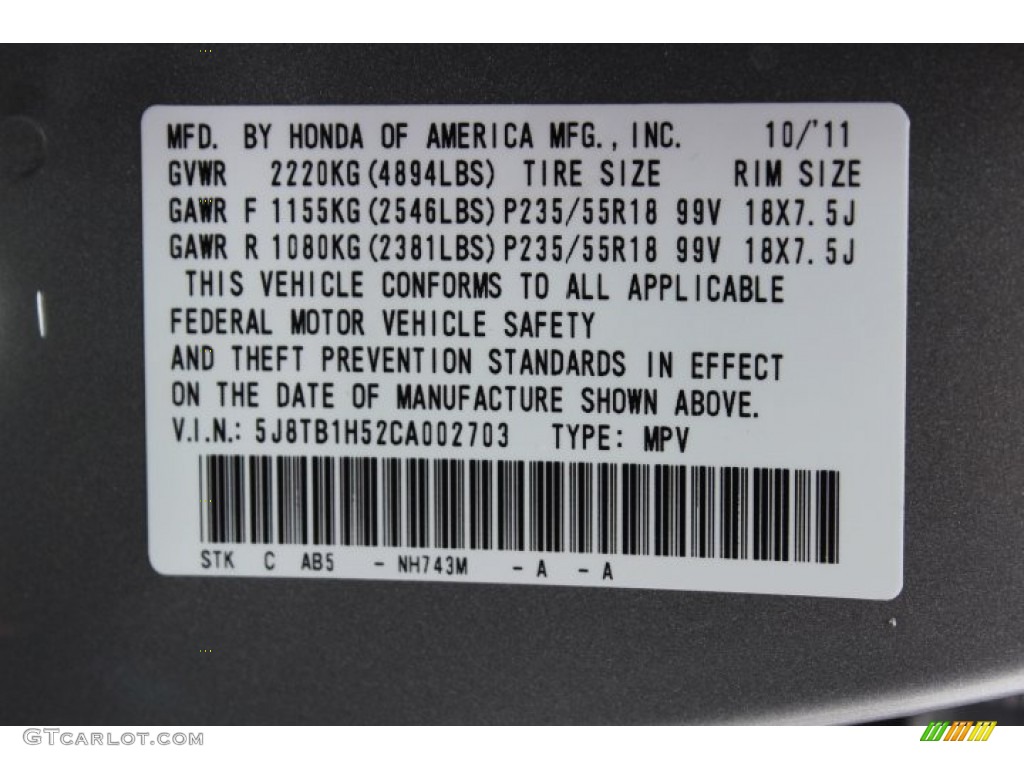 MFD. BY HONDA OF AMERICA MFG., INC. 10/'11
GVWR 2220KG (4894LBS) TIRE SIZE RIM SIZE
GAWR F 1155KG (2546LBS) P235/55R18 99V 18X7.5J
GAWR R 1080KG (2381LBS) P235/55R18 99V 18X7.5J
THIS VEHICLE CONFORMS TO ALL APPLICABLE
FEDERAL MOTOR VEHICLE SAFETY
AND THEFT PREVENTION STANDARDS IN EFFECT
ON THE DATE OF MANUFACTURE SHOWN ABOVE.
V.I.N.: 5J8TB1H52CA002703 TYPE: MPV
STK C AB5 - NH743M - A - A
GTCarLot.com